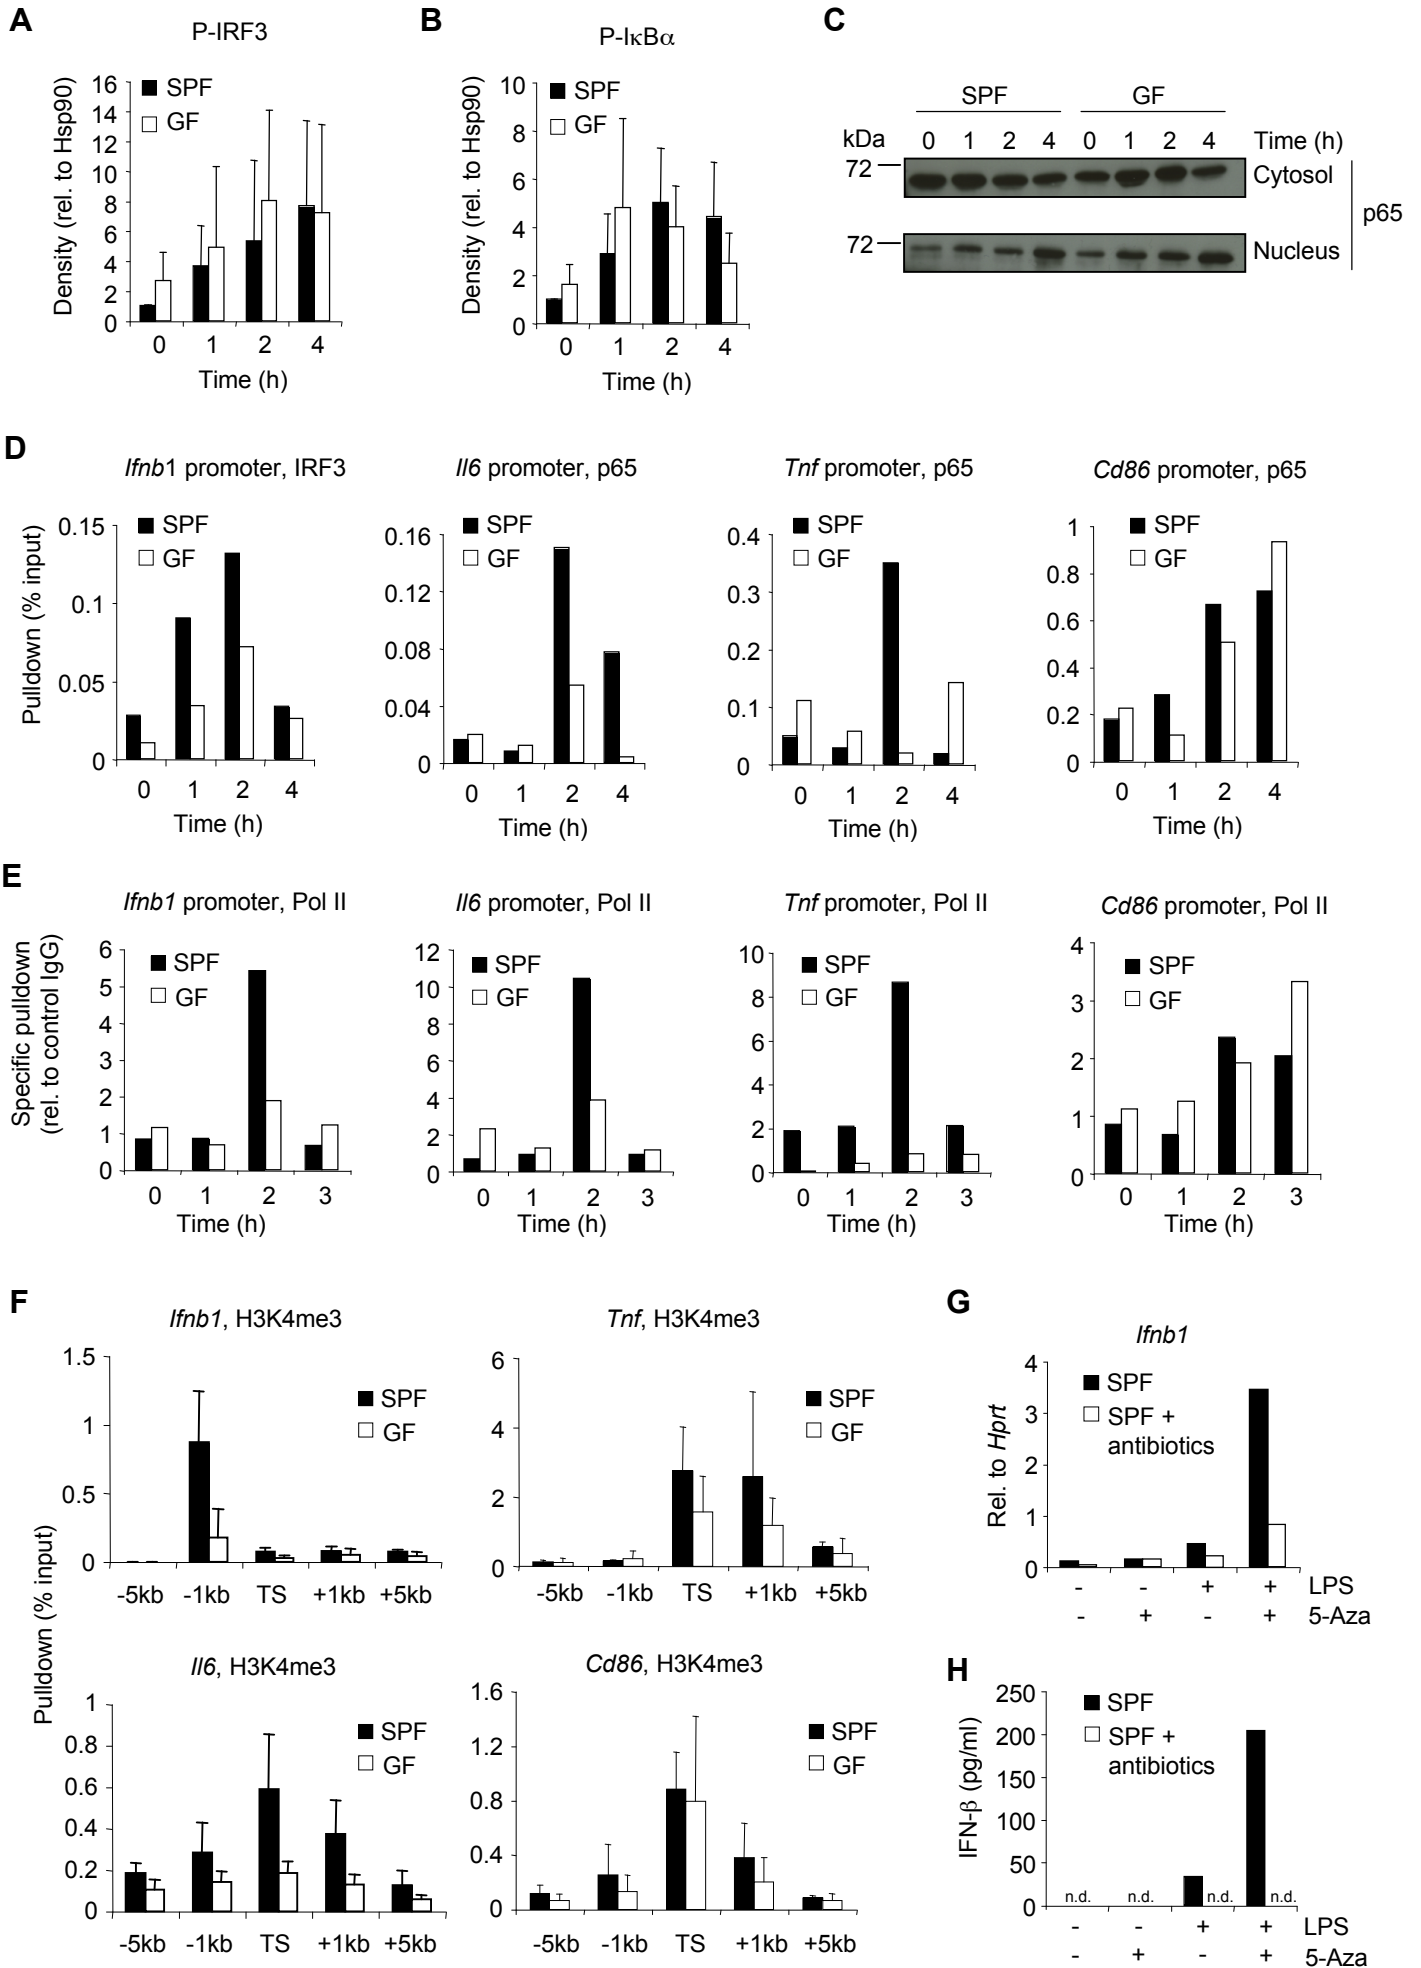 A
P-IRF3
Density (rel. to Hsp90)
16
14
12
10
8
6
4
2
0
SPF
GF
0 1 2 4
Time (h)
B
P-IκBα
Density (rel. to Hsp90)
10
8
6
4
2
0
SPF
GF
0 1 2 4
Time (h)
C
SPF GF
kDa 0 1 2 4 0 1 2 4 Time (h)
72 Cytosol
p65
72 Nucleus
D
Ifnb1 promoter, IRF3
Pulldown (% input)
0.15
0.1
0.05
0
SPF
GF
0 1 2 4
Time (h)
Il6 promoter, p65
0.16
0.12
0.08
0.04
0
SPF
GF
0 1 2 4
Time (h)
Tnf promoter, p65
0.4
0.3
0.2
0.1
0
SPF
GF
0 1 2 4
Time (h)
Cd86 promoter, p65
1
0.8
0.6
0.4
0.2
0
SPF
GF
0 1 2 4
Time (h)
E
Ifnb1 promoter, Pol II
Specific pulldown
(rel. to control IgG)
6
5
4
3
2
1
0
SPF
GF
0 1 2 3
Time (h)
Il6 promoter, Pol II
12
10
8
6
4
2
0
SPF
GF
0 1 2 3
Time (h)
Tnf promoter, Pol II
10
8
6
4
2
0
SPF
GF
0 1 2 3
Time (h)
Cd86 promoter, Pol II
4
3
2
1
0
SPF
GF
0 1 2 3
Time (h)
F
Pulldown (% input)
Ifnb1, H3K4me3
1.5
1
0.5
0
SPF
GF
-5kb -1kb TS +1kb +5kb
Tnf, H3K4me3
6
4
2
0
SPF
GF
-5kb -1kb TS +1kb +5kb
Il6, H3K4me3
1
0.8
0.6
0.4
0.2
0
SPF
GF
-5kb -1kb TS +1kb +5kb
Cd86, H3K4me3
1.6
1.2
0.8
0.4
0
SPF
GF
-5kb -1kb TS +1kb +5kb
G
Ifnb1
Rel. to Hprt
4
3
2
1
0
SPF
SPF +
antibiotics
- - + + LPS
- + - + 5-Aza
H
IFN-β (pg/ml)
250
200
150
100
50
0
SPF
SPF +
antibiotics
n.d. n.d. n.d. n.d.
- - + + LPS
- + - + 5-Aza